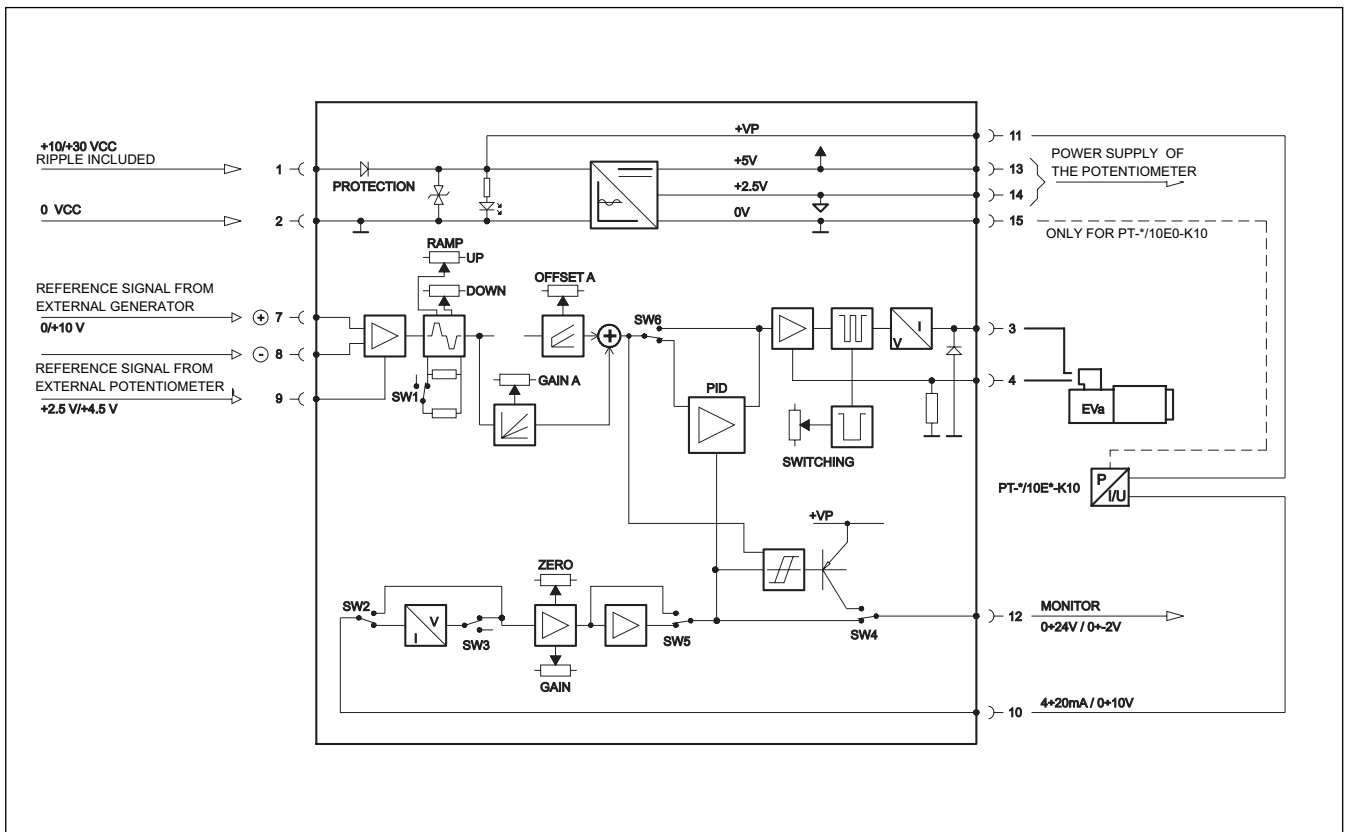 +10/+30 VCC
RIPPLE INCLUDED
1
PROTECTION
+VP
11
+5V
13
POWER SUPPLY OF
THE POTENTIOMETER
+2.5V
14
0 VCC
2
0V
15
ONLY FOR PT-*/10E0-K10
RAMP
UP
DOWN
OFFSET A
REFERENCE SIGNAL FROM
EXTERNAL GENERATOR
0/+10 V
+ 7
- 8
REFERENCE SIGNAL FROM
EXTERNAL POTENTIOMETER
+2.5 V/+4.5 V
9
SW1
GAIN A
+
SW6
PID
I
V
SWITCHING
3
4
EVa
PT-*/10E*-K10
P
I/U
+VP
ZERO
SW2
V
I
SW3
GAIN
SW5
SW4
12
MONITOR
0+24V / 0+-2V
10
4+20mA / 0+10V